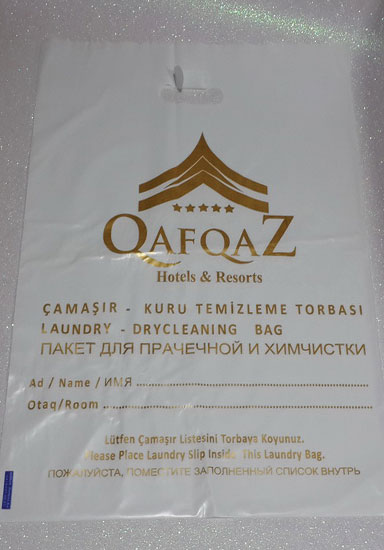 QAFQAZ
Hotels & Resorts
ÇAMAŞIR - KURU TEMİZLEME TORBASI
LAUNDRY - DRYCLEANING BAG
ПАКЕТ ДЛЯ ПРАЧЕЧНОЙ И ХИМЧИСТКИ
Ad / Name / ИМЯ
Otaq/Room
Lütfen Çamaşır Listesini Torbaya Koyunuz.
Please Place Laundry Slip Inside This Laundry Bag.
ПОЖАЛУЙСТА, ПОМЕСТИТЕ ЗАПОЛНЕННЫЙ СПИСОК ВНУТРЬ